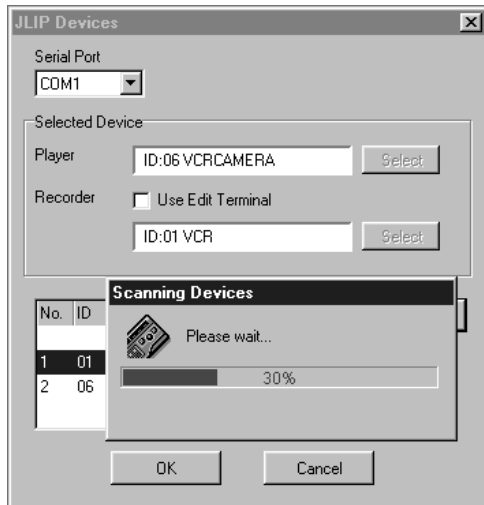 JLIP Devices
Serial Port
COM1
Selected Device
Player
ID:06 VCRCAMERA
Select
Recorder
Use Edit Terminal
ID:01 VCR
Select
Scanning Devices
No. ID
Please wait...
1 01
30%
2 06
OK
Cancel